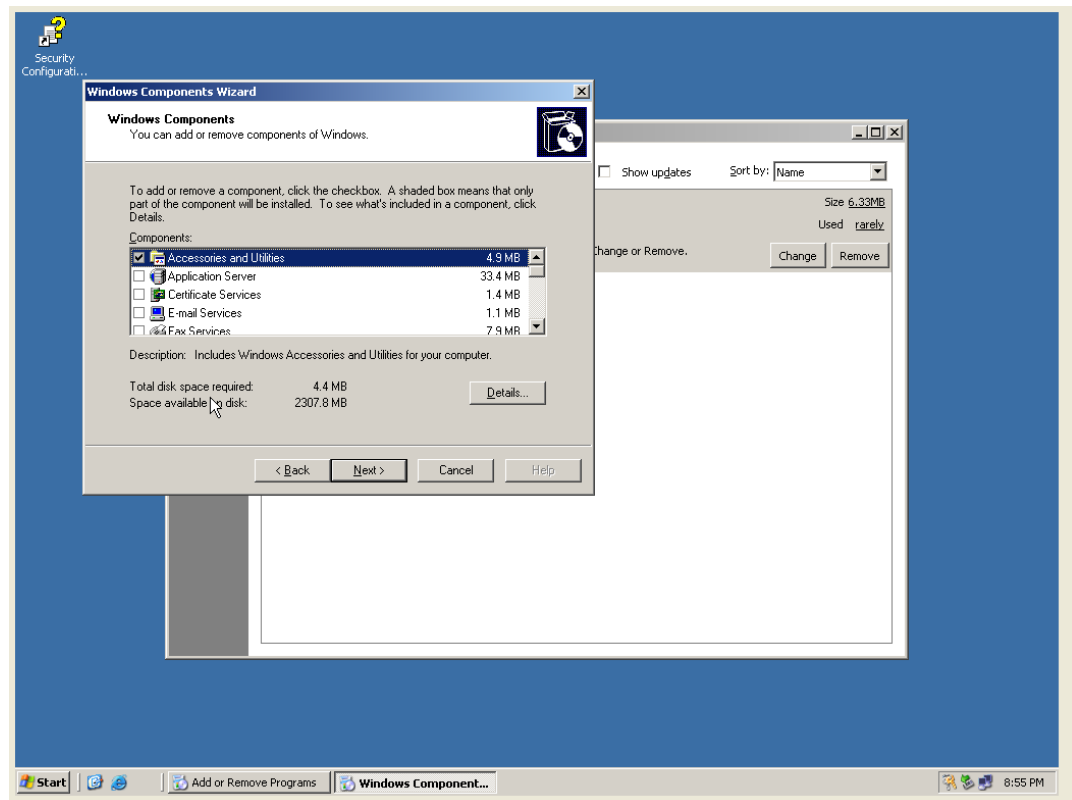 Security
Configurati...
Windows Components Wizard
Windows Components
You can add or remove components of Windows.
Show updates
Sort by:
Name
To add or remove a component, click the checkbox. A shaded box means that only
part of the component will be installed. To see what's included in a component, click
Details.
Size 6.33MB
Used rarely
Components:
Change or Remove.
Change
Remove
Accessories and Utilities 4.9 MB
Application Server 33.4 MB
Certificate Services 1.4 MB
E-mail Services 1.1 MB
Fax Services 7.9 MB
Description: Includes Windows Accessories and Utilities for your computer.
Total disk space required: 4.4 MB
Space available on disk: 2307.8 MB
Details...
< Back
Next >
Cancel
Help
Start
Add or Remove Programs
Windows Component...
8:55 PM